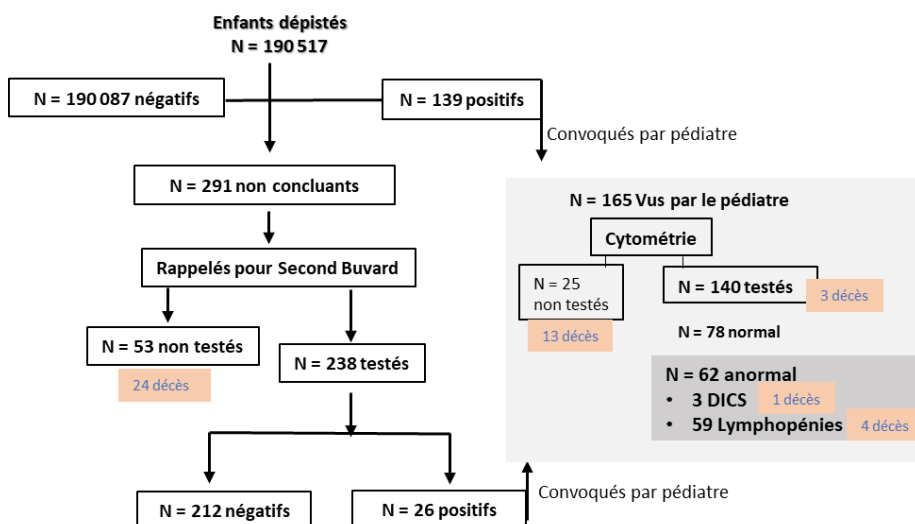 Enfants dépistés
N = 190 517
N = 190 087 négatifs
N = 139 positifs
Convoqués par pédiatre
N = 291 non concluants
N = 165 Vus par le pédiatre
Cytométrie
Rappelés pour Second Buvard
N = 25
non testés
N = 140 testés
3 décès
13 décès
N = 53 non testés
24 décès
N = 238 testés
N = 78 normal
N = 62 anormal
• 3 DICS
1 décès
• 59 Lymphopénies
4 décès
N = 212 négatifs
N = 26 positifs
Convoqués par pédiatre